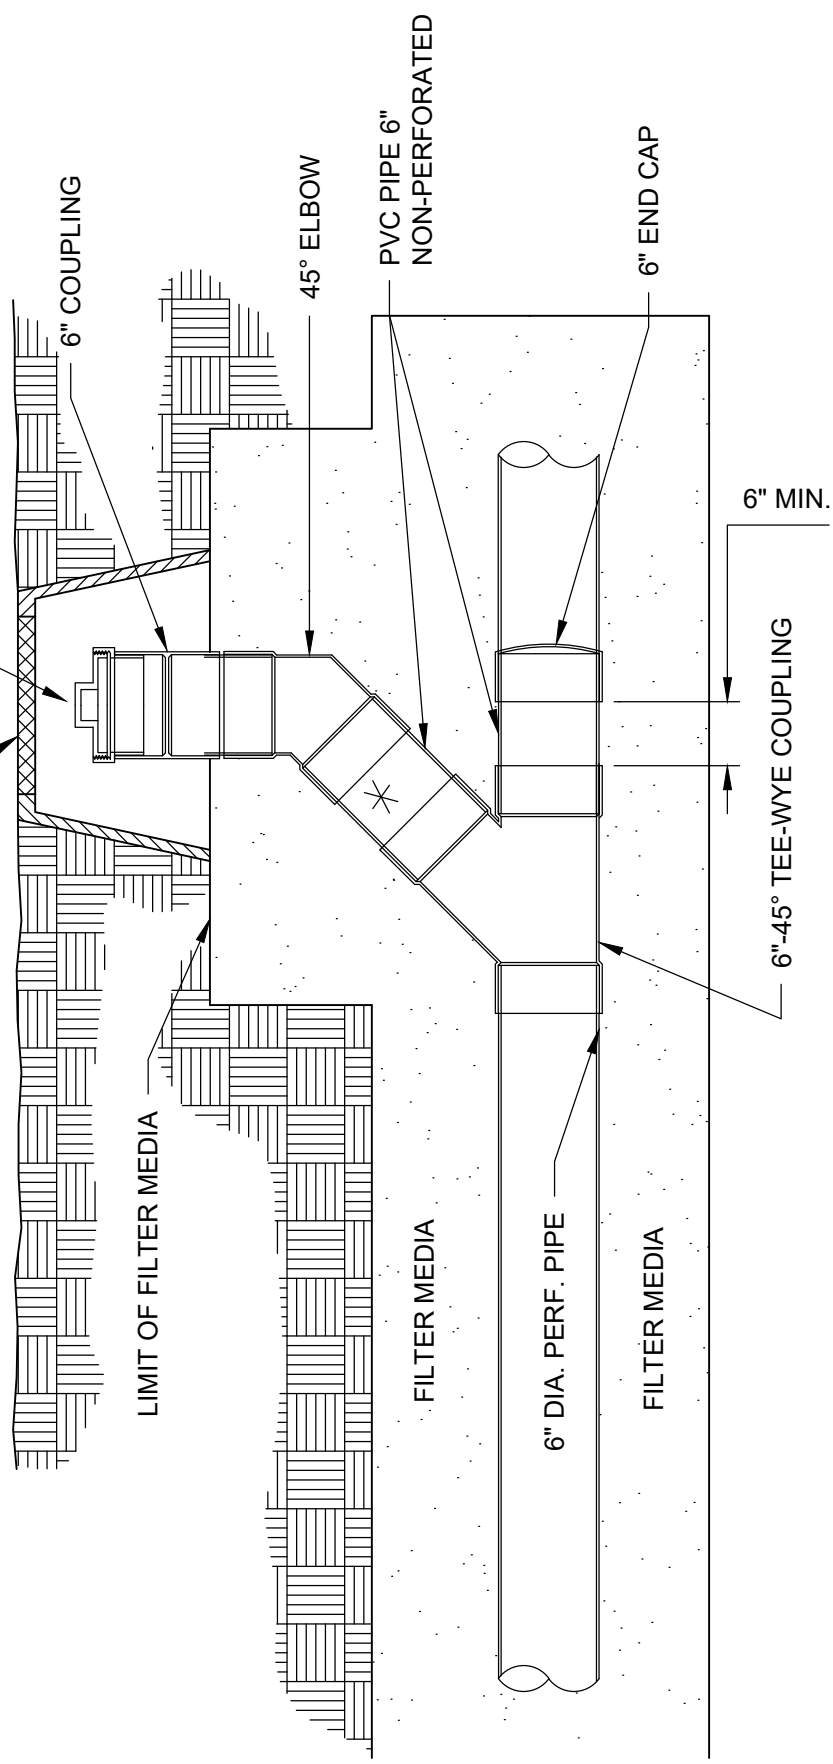 6" COUPLING
45° ELBOW
PVC PIPE 6"
NON-PERFORATED
6" END CAP
6" MIN.
6"-45° TEE-WYE COUPLING
LIMIT OF FILTER MEDIA
FILTER MEDIA
6" DIA. PERF. PIPE
FILTER MEDIA